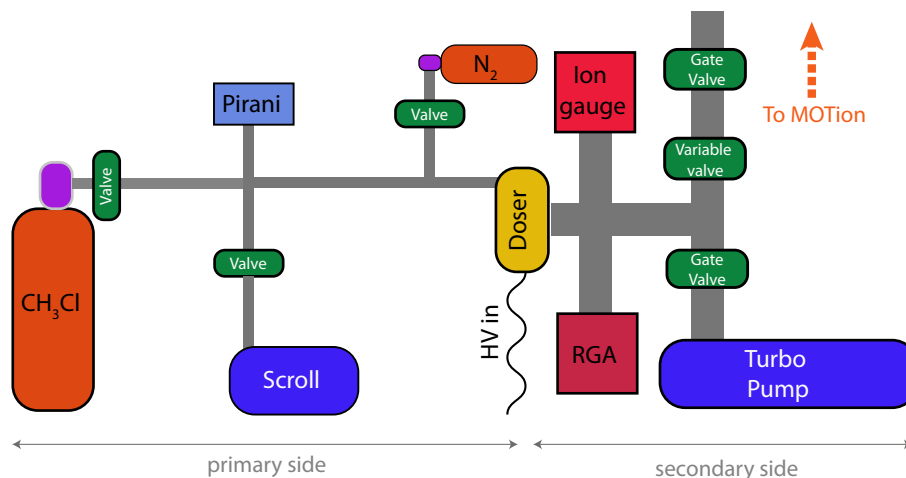 Gate
Valve
N₂
Ion
gauge
Pirani
Valve
To MOTion
Variable
valve
Valve
Doser
Valve
Gate
Valve
CH₃Cl
HV in
Scroll
RGA
Turbo
Pump
primary side
secondary side